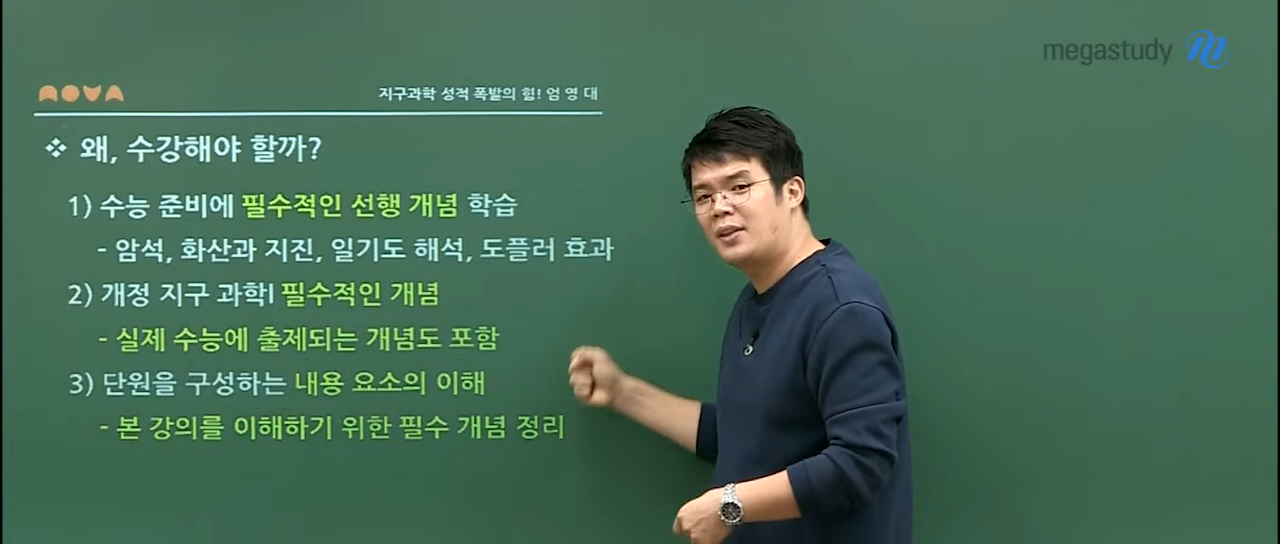 megastudy
NOVA
지구과학 성적 폭발의 힘! 엄영대
❖ 왜, 수강해야 할까?
1) 수능 준비에 필수적인 선행 개념 학습
- 암석, 화산과 지진, 일기도 해석, 도플러 효과
2) 개정 지구 과학Ⅰ 필수적인 개념
- 실제 수능에 출제되는 개념도 포함
3) 단원을 구성하는 내용 요소의 이해
- 본 강의를 이해하기 위한 필수 개념 정리